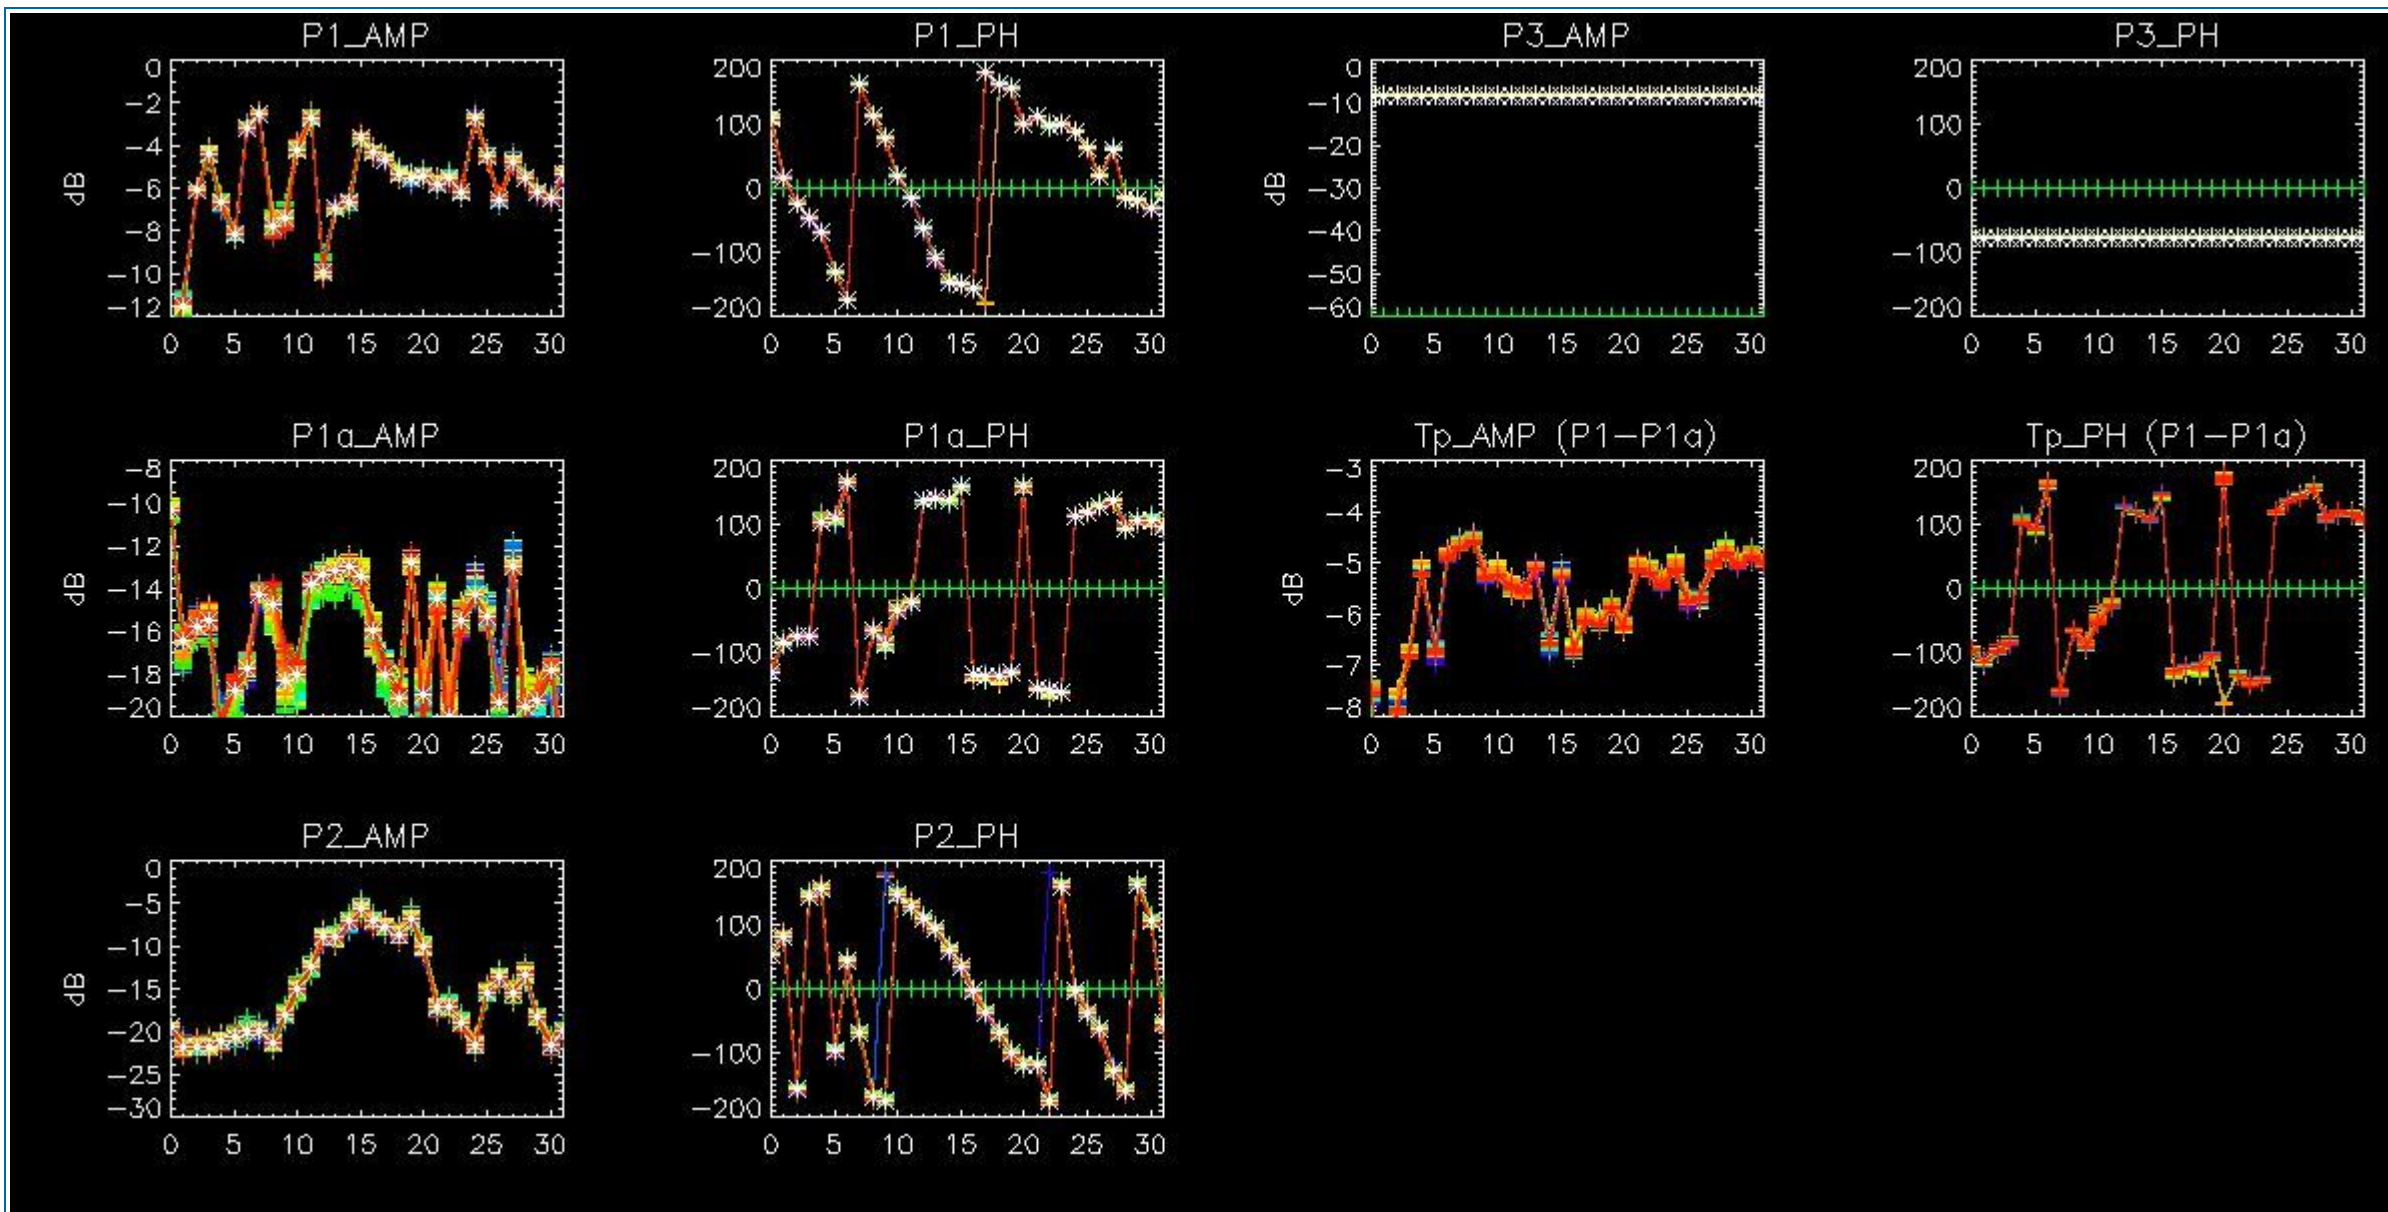 P1_AMP
0
−2
−4
−6
−8
−10
−12
dB
0 5 10 15 20 25 30
P1_PH
200
100
0
−100
−200
0 5 10 15 20 25 30
P3_AMP
0
−10
−20
−30
−40
−50
−60
dB
0 5 10 15 20 25 30
P3_PH
200
100
0
−100
−200
0 5 10 15 20 25 30
P1a_AMP
−8
−10
−12
−14
−16
−18
−20
dB
0 5 10 15 20 25 30
P1a_PH
200
100
0
−100
−200
0 5 10 15 20 25 30
Tp_AMP (P1−P1a)
−3
−4
−5
−6
−7
−8
dB
0 5 10 15 20 25 30
Tp_PH (P1−P1a)
200
100
0
−100
−200
0 5 10 15 20 25 30
P2_AMP
0
−5
−10
−15
−20
−25
−30
dB
0 5 10 15 20 25 30
P2_PH
200
100
0
−100
−200
0 5 10 15 20 25 30